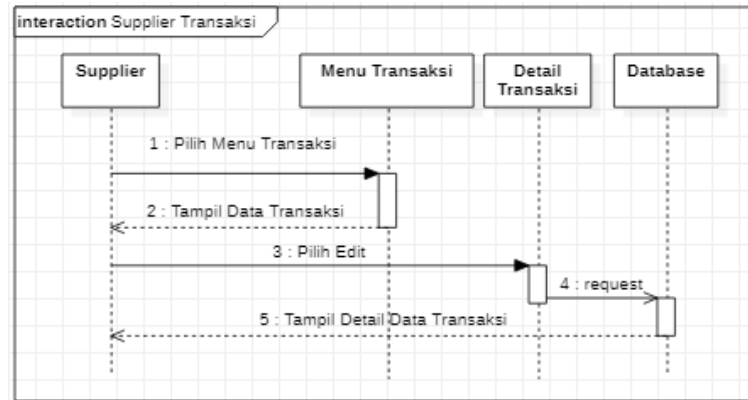 interaction Supplier Transaksi
Supplier
Menu Transaksi
Detail
Transaksi
Database
1 : Pilih Menu Transaksi
2 : Tampil Data Transaksi
3 : Pilih Edit
4 : request
5 : Tampil Detail Data Transaksi